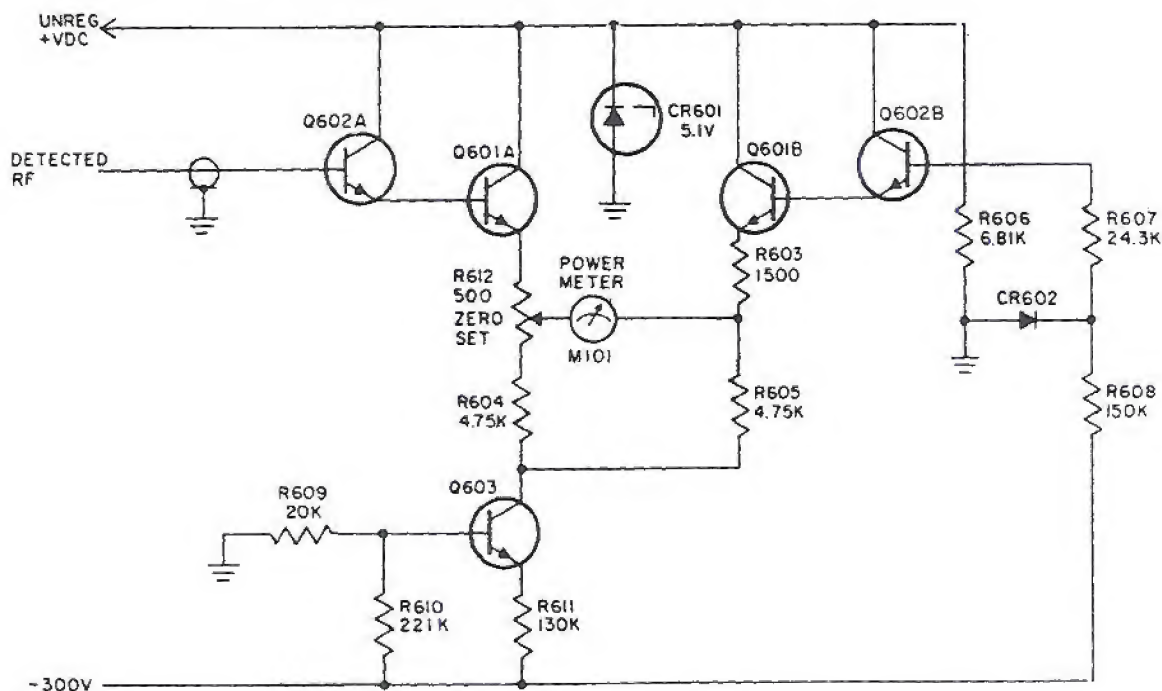 UNREG
+VDC
Q602A
CR601
5.1V
Q602B
DETECTED
RF
Q601A
Q601B
R612
500
ZERO
SET
POWER
METER
M101
R603
1500
R606
6.81K
R607
24.3K
CR602
R604
4.75K
R605
4.75K
R608
150K
Q603
R609
20K
R610
221K
R611
130K
-300V